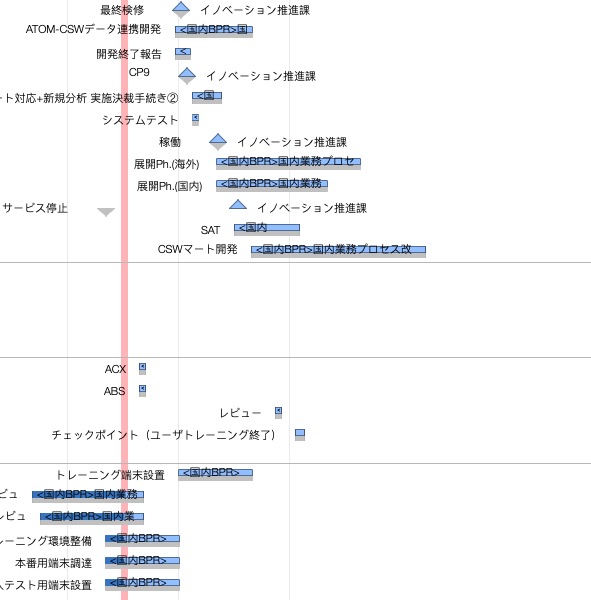 最終検修 イノベーション推進課
ATOM-CSWデータ連携開発 <国内BPR>国
開発終了報告 <
CP9 イノベーション推進課
ート対応+新規分析 実施決裁手続き② <国
システムテスト <
稼働 イノベーション推進課
展開Ph.(海外) <国内BPR>国内業務プロセ
展開Ph.(国内) <国内BPR>国内業務
サービス停止 イノベーション推進課
SAT <国内
CSWマート開発 <国内BPR>国内業務プロセス改
ACX <
ABS <
レビュー <
チェックポイント（ユーザトレーニング終了）
トレーニング端末設置 <国内BPR>
ビュ <国内BPR>国内業務
レビュ <国内BPR>国内業
ーニング環境整備 <国内BPR>
本番用端末調達 <国内BPR>
テスト用端末設置 <国内BPR>